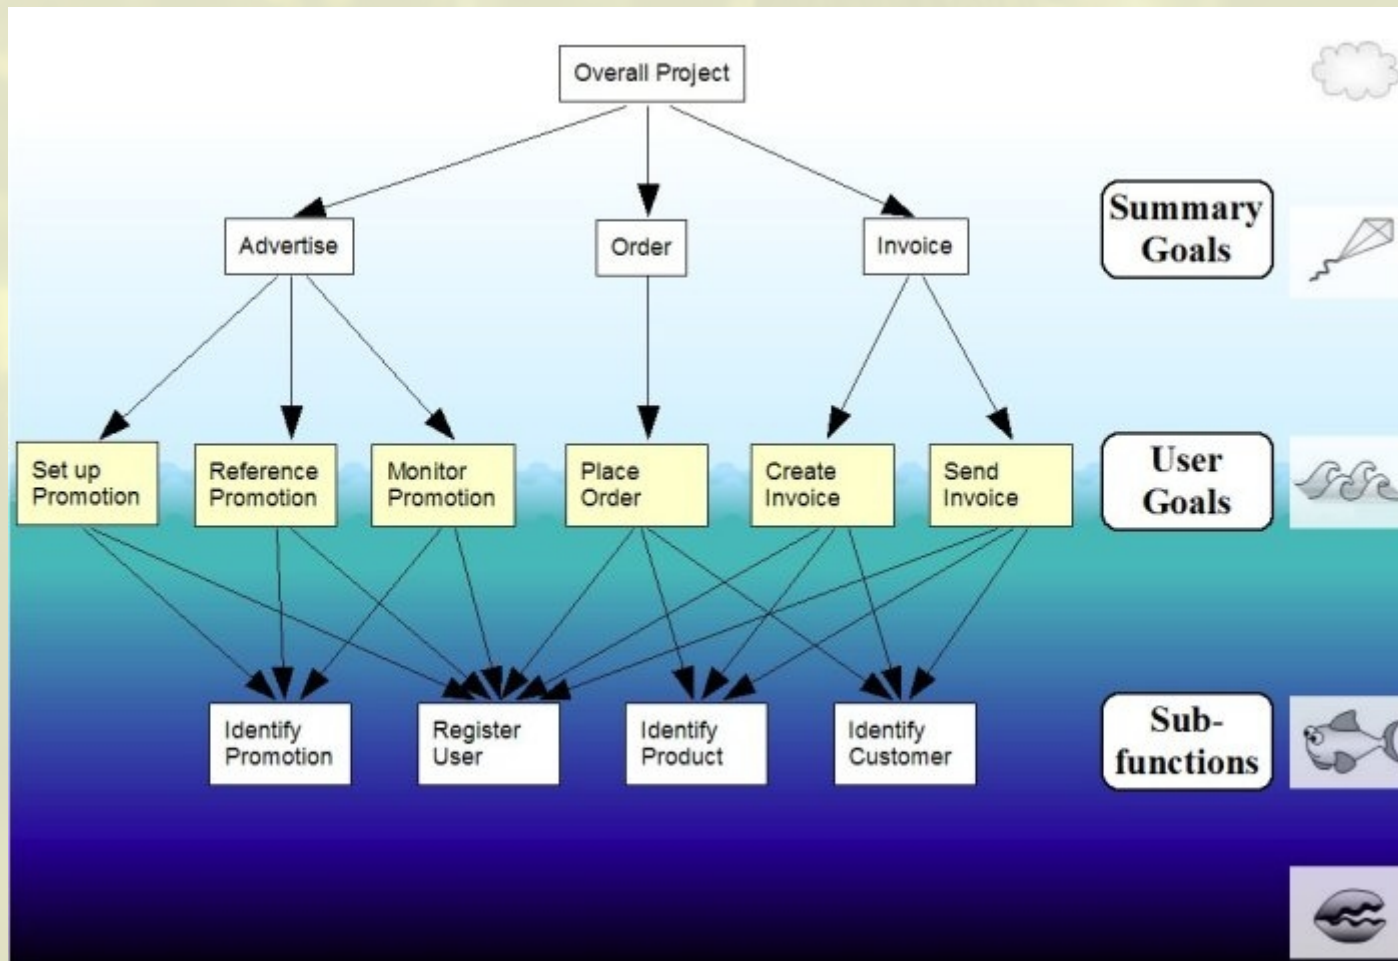 Overall Project
Summary
Goals
Advertise
Order
Invoice
User
Goals
Set up
Promotion
Reference
Promotion
Monitor
Promotion
Place
Order
Create
Invoice
Send
Invoice
Sub-
functions
Identify
Promotion
Register
User
Identify
Product
Identify
Customer